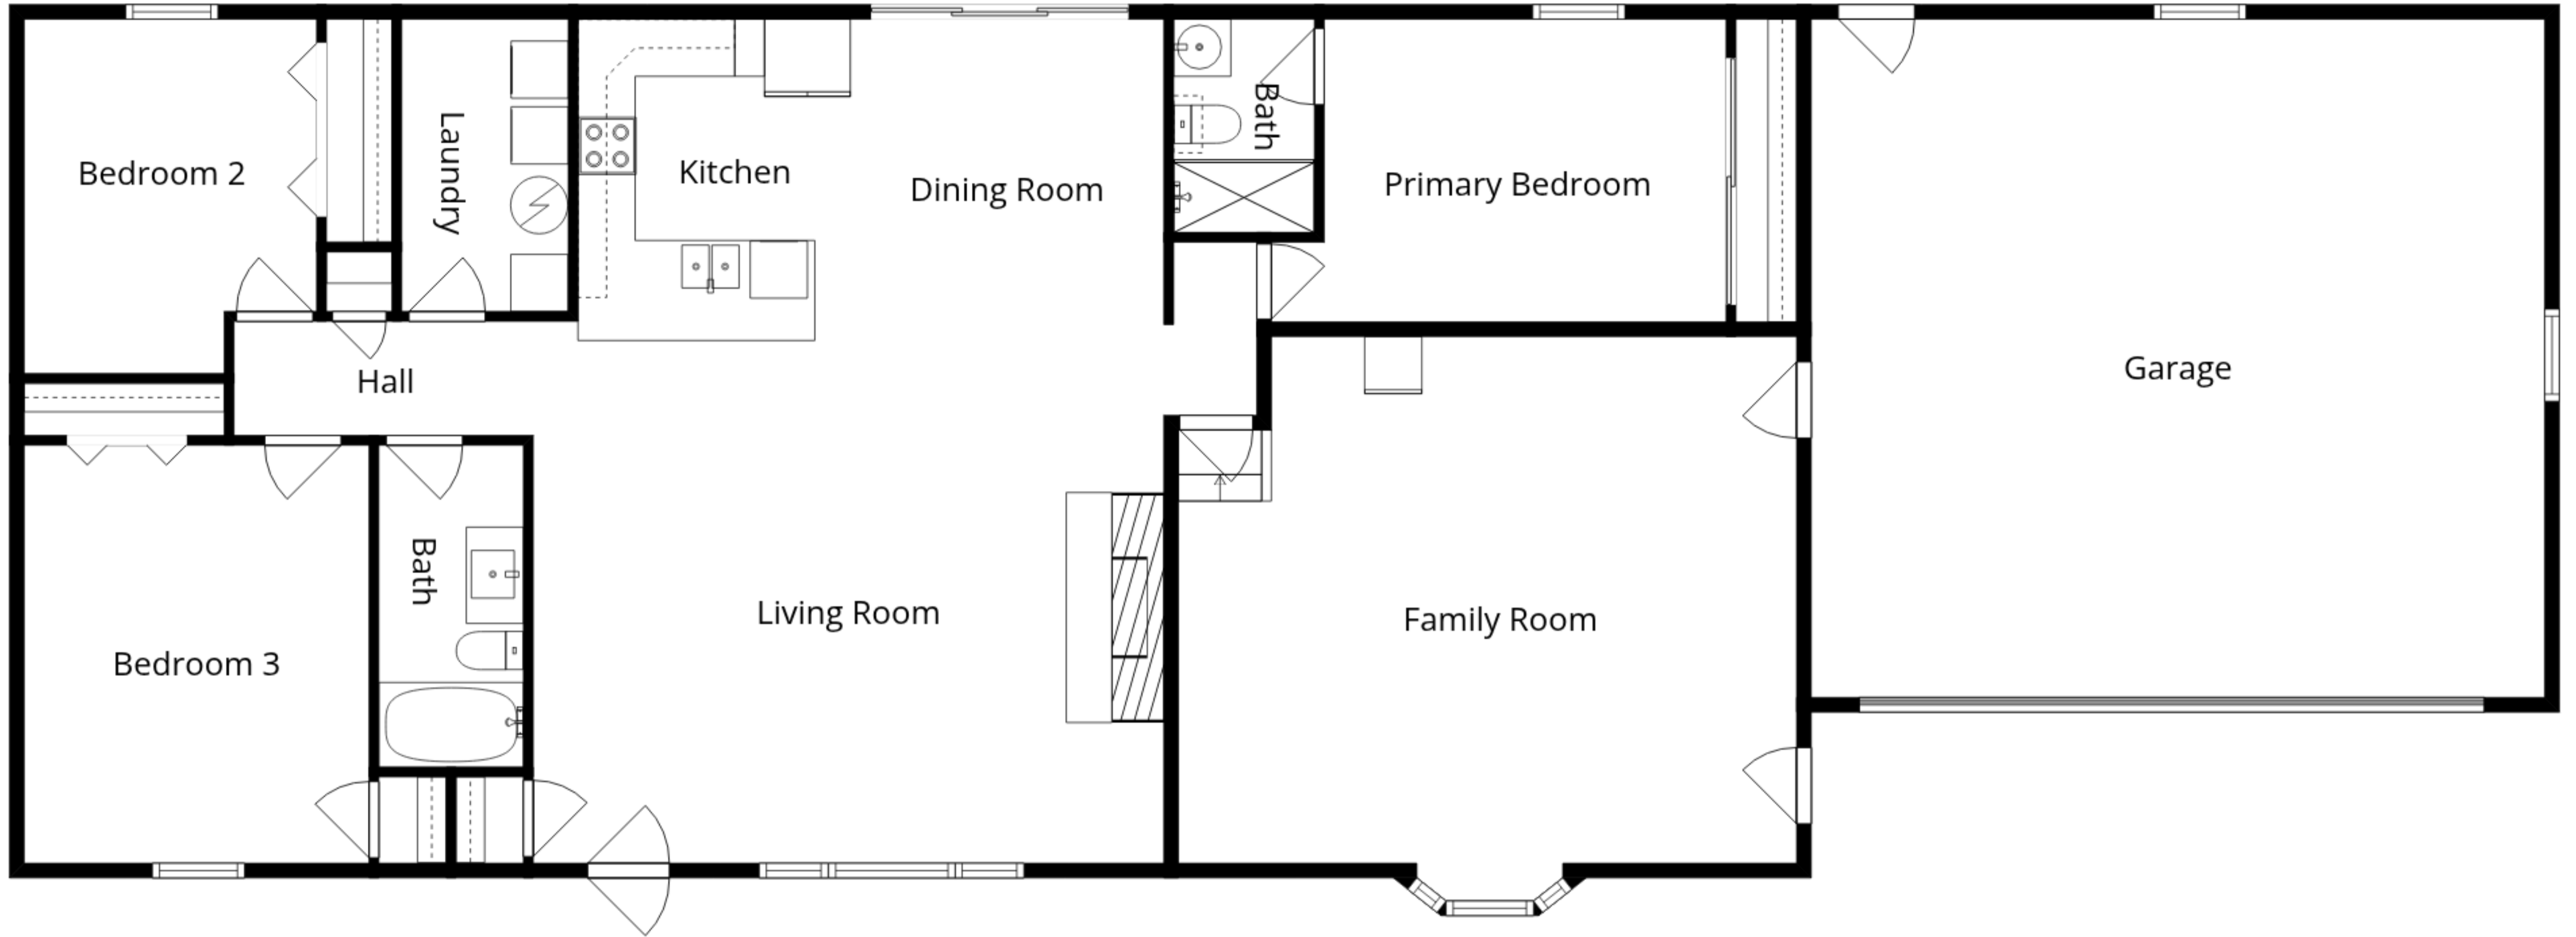 Bedroom 2
Laundry
Kitchen
Dining Room
Bath
Primary Bedroom
Garage
Hall
Bath
Bedroom 3
Living Room
Family Room